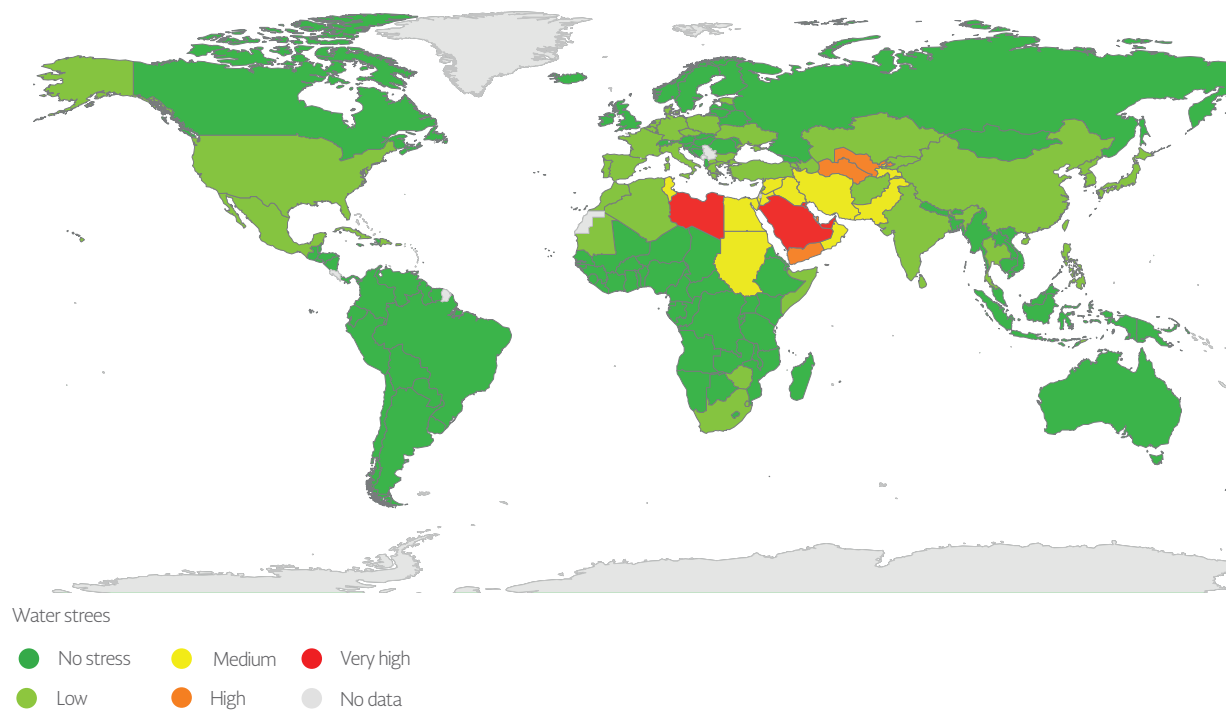 Water strees
No stress
Medium
Very high
Low
High
No data